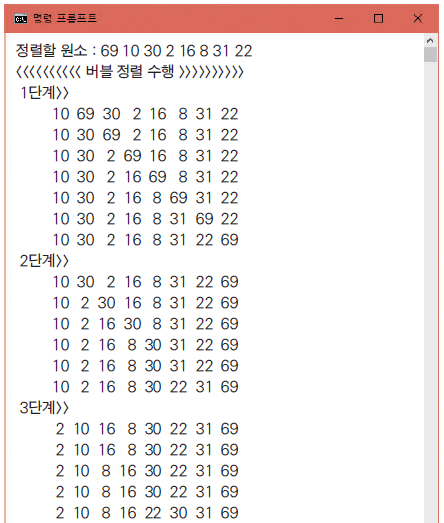 명령 프롬프트
정렬할 원소 : 69 10 30 2 16 8 31 22
<<<<<<<<<< 버블 정렬 수행 >>>>>>>>>>
1단계>>
10 69 30 2 16 8 31 22
10 30 69 2 16 8 31 22
10 30 2 69 16 8 31 22
10 30 2 16 69 8 31 22
10 30 2 16 8 69 31 22
10 30 2 16 8 31 69 22
10 30 2 16 8 31 22 69
2단계>>
10 30 2 16 8 31 22 69
10 2 30 16 8 31 22 69
10 2 16 30 8 31 22 69
10 2 16 8 30 31 22 69
10 2 16 8 30 31 22 69
10 2 16 8 30 22 31 69
3단계>>
2 10 16 8 30 22 31 69
2 10 16 8 30 22 31 69
2 10 8 16 30 22 31 69
2 10 8 16 30 22 31 69
2 10 8 16 22 30 31 69